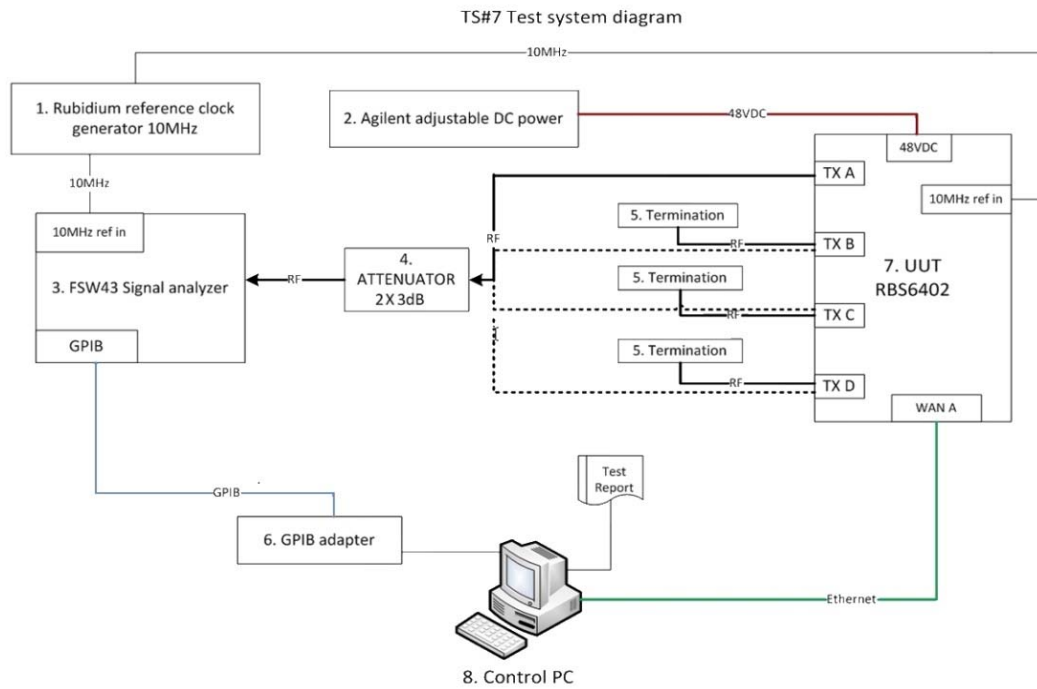 TS#7 Test system diagram
10MHz
1. Rubidium reference clock
generator 10MHz
2. Agilent adjustable DC power
48VDC
48VDC
TX A
10MHz
10MHz ref in
10MHz ref in
5. Termination
RF
RF
TX B
4.
ATTENUATOR
2 X 3dB
RF
3. FSW43 Signal analyzer
7. UUT
RBS6402
5. Termination
RF
TX C
GPIB
5. Termination
RF
TX D
WAN A
Test
Report
GPIB
6. GPIB adapter
Ethernet
8. Control PC